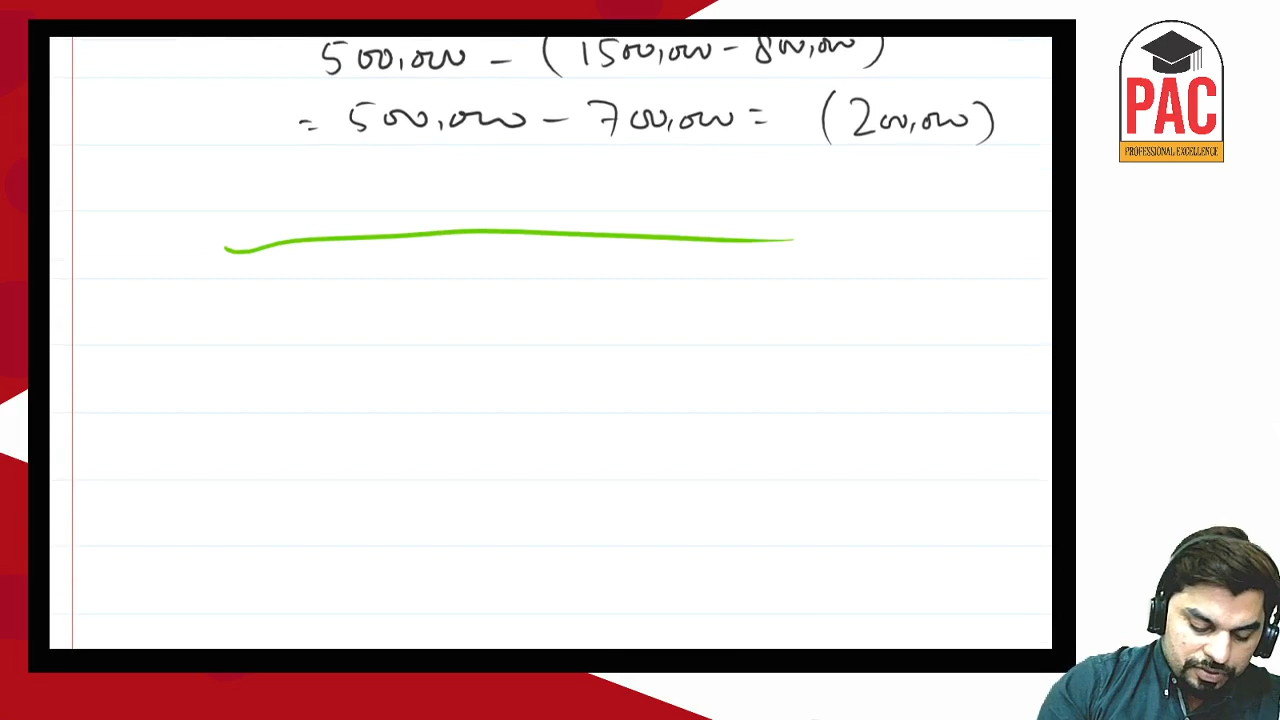 500,000 - (1500,000 - 800,000)
= 500,000 - 700,000 = (200,000)
PAC
PROFESSIONAL EXCELLENCE